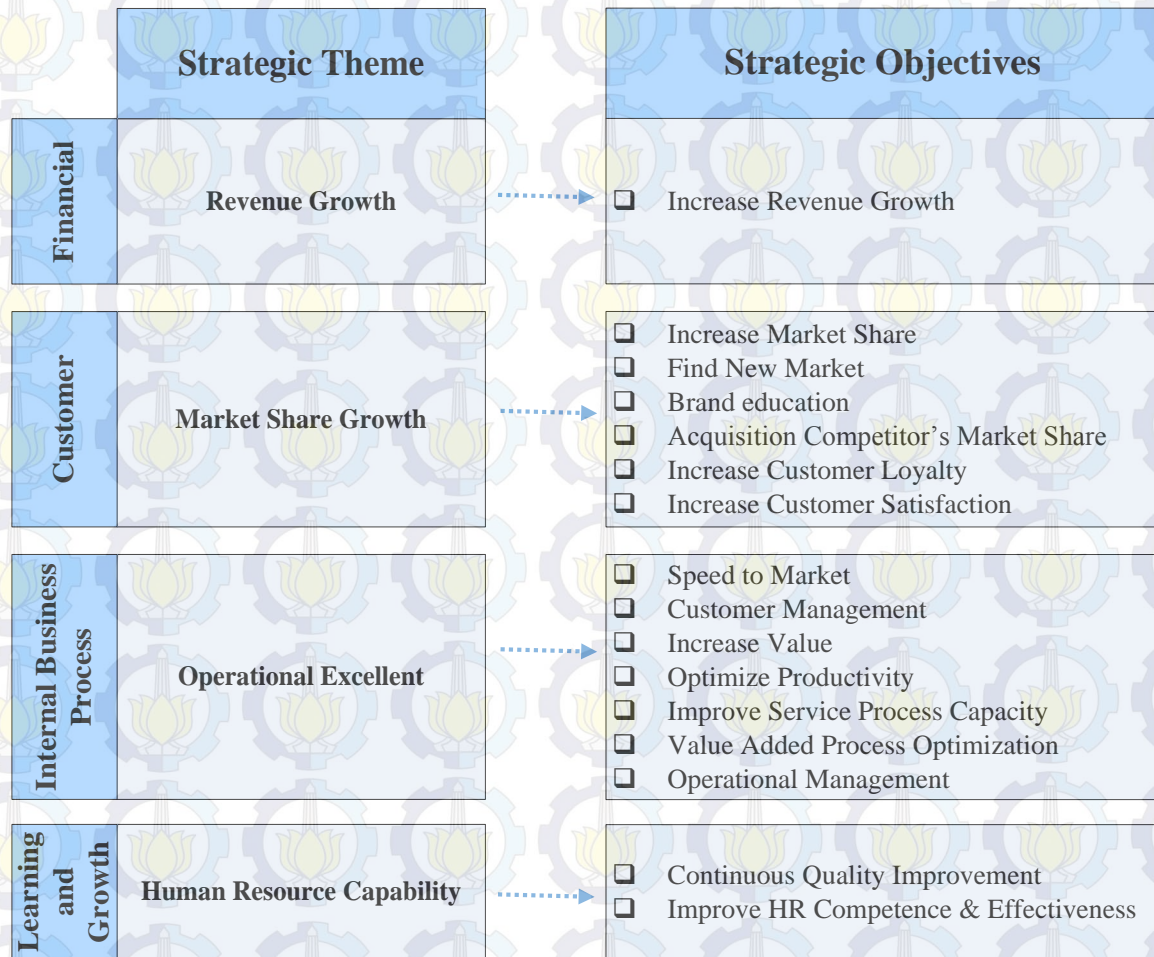 Strategic Theme
Strategic Objectives
Financial
Revenue Growth
❑ Increase Revenue Growth
Customer
Market Share Growth
❑ Increase Market Share
❑ Find New Market
❑ Brand education
❑ Acquisition Competitor's Market Share
❑ Increase Customer Loyalty
❑ Increase Customer Satisfaction
Internal Business
Process
Operational Excellent
❑ Speed to Market
❑ Customer Management
❑ Increase Value
❑ Optimize Productivity
❑ Improve Service Process Capacity
❑ Value Added Process Optimization
❑ Operational Management
Learning
and
Growth
Human Resource Capability
❑ Continuous Quality Improvement
❑ Improve HR Competence & Effectiveness